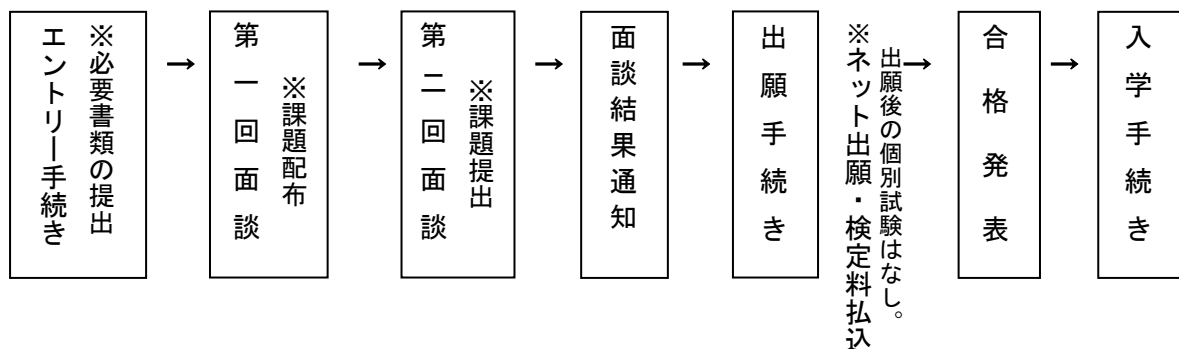 エントリー手続き
※必要書類の提出
→
第一回面談
※課題配布
→
第二回面談
※課題提出
→
面談結果通知
→
出願手続き
※ネット出願・検定料払込
出願後の個別試験はなし。
→
合格発表
→
入学手続き